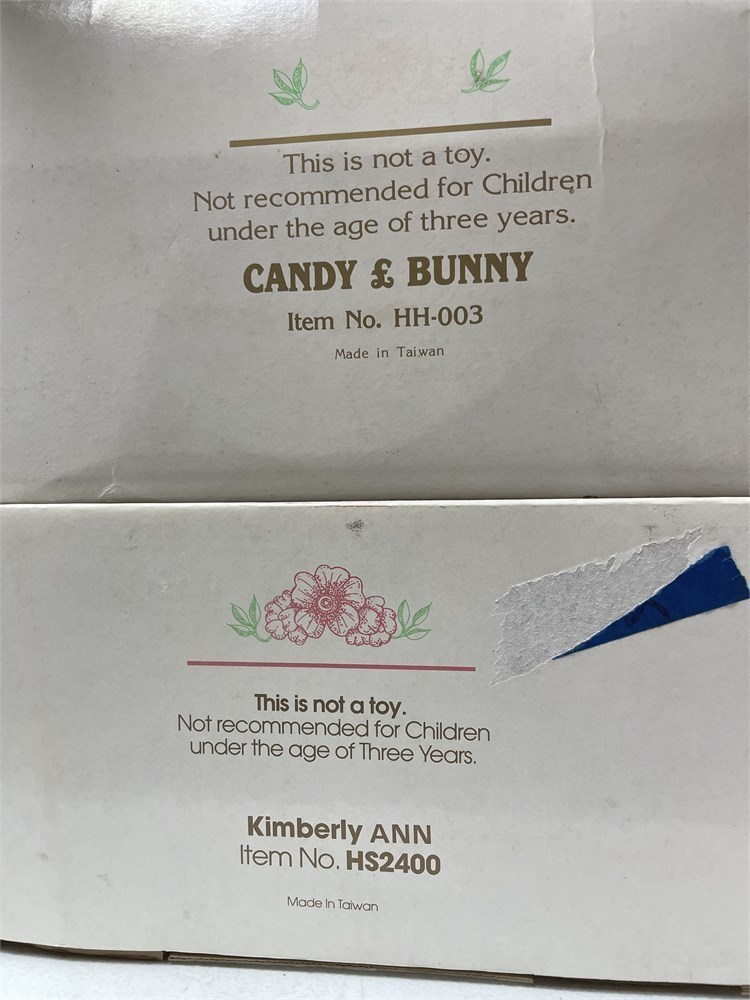 This is not a toy.
Not recommended for Children
under the age of three years.
CANDY £ BUNNY
Item No. HH-003
Made in Taiwan
This is not a toy.
Not recommended for Children
under the age of Three Years.
Kimberly ANN
Item No. HS2400
Made In Taiwan